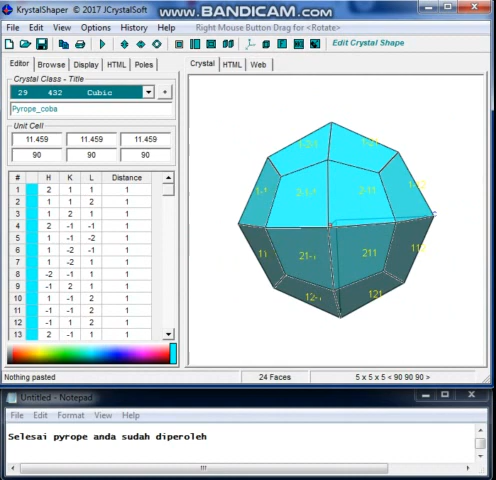 KrystalShaper © 2017 JCrystalSoft
www.BANDICAM.com
File Edit View Options Help Right Mouse Button Drag for <Rotate>
Edit Crystal Shape
Editor Browse Display HTML Poles
Crystal HTML Web
Crystal Class - Title
29 432 Cubic
Pyrope_coba
Unit Cell
11.459 11.459 11.459
90 90 90
# H K L Distance
1 2 1 1 1
2 1 1 2 1
3 1 2 1 1
4 2 -1 -1 1
5 1 -1 -2 1
6 1 -2 -1 1
7 -2 -1 1 1
8 -1 -2 1 1
9 -1 -2 1 1
10 -1 1 2 1
11 -1 -1 2 1
12 -1 1 2 1
13 2 -1 1 1
2-11
211
21-1
121
12-1
Nothing pasted 24 Faces 5 x 5 x 5 < 90 90 90 >
Untitled - Notepad
File Edit Format View Help
Selesai pyrope anda sudah diperoleh